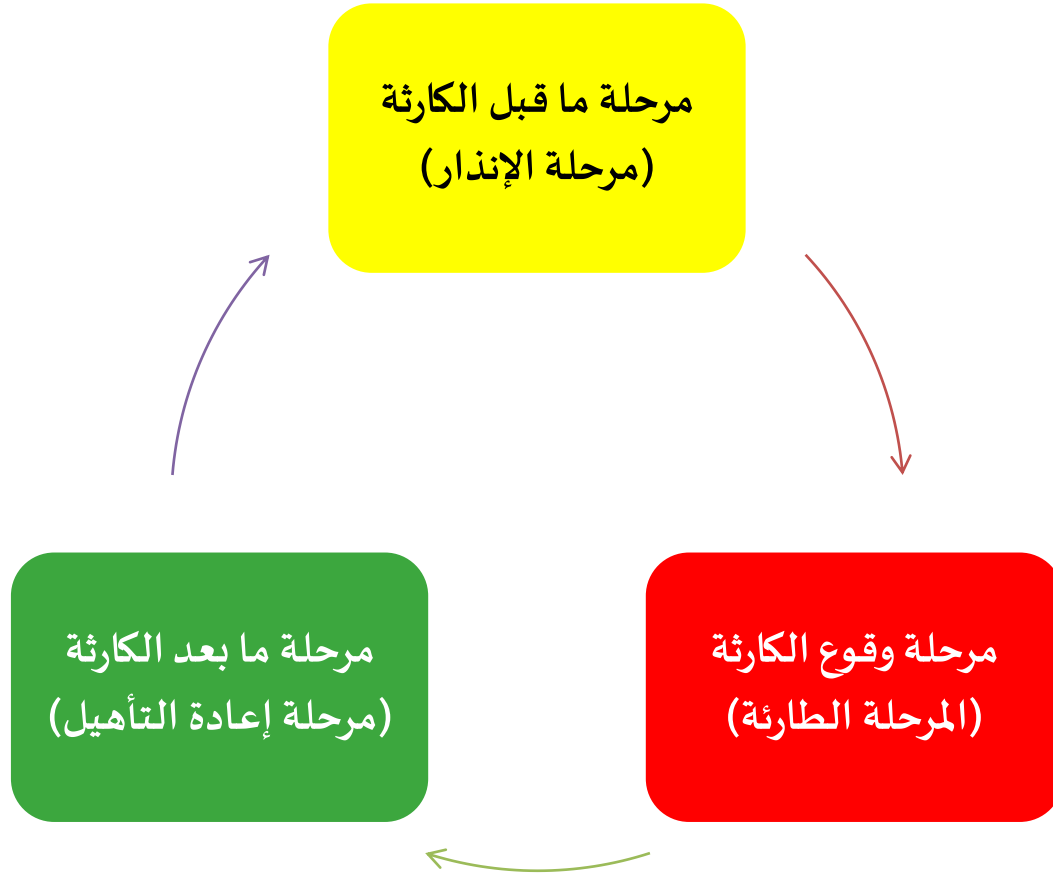 مرحلة ما قبل الكارثة
(مرحلة الإنذار)
مرحلة وقوع الكارثة
(المرحلة الطارئة)
مرحلة ما بعد الكارثة
(مرحلة إعادة التأهيل)